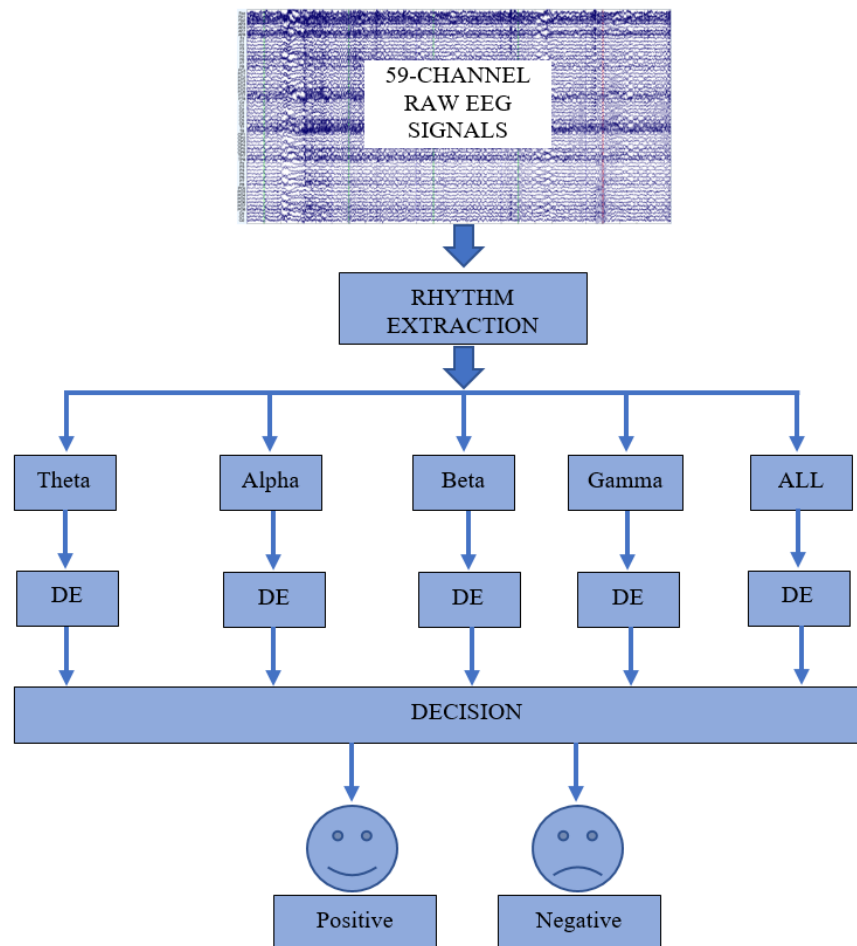 59-CHANNEL
RAW EEG
SIGNALS
RHYTHM
EXTRACTION
Theta
Alpha
Beta
Gamma
ALL
DE
DE
DE
DE
DE
DECISION
Positive
Negative